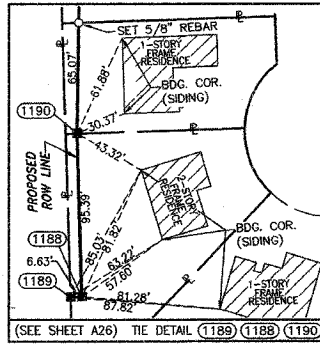 SET 5/8" REBAR
65.07'
81.88'
1-STORY
FRAME
RESIDENCE
BDG. COR.
(SIDING)
1190
30.37'
43.32'
PROPOSED
ROW LINE
95.39
2-STORY
FRAME
RESIDENCE
BDG. COR.
(SIDING)
85.03'
81.82
63.22'
57.60'
1188
6.63'
1189
81.28'
87.82
1-STORY
FRAME
RESIDENCE
(SEE SHEET A26) TIE DETAIL 1189 1188 1190